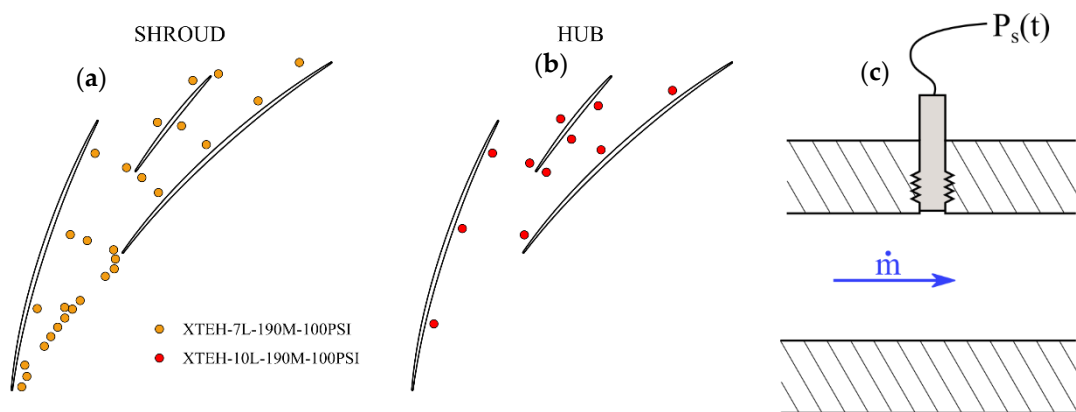 SHROUD
(a)
HUB
(b)
(c)
Pₛ(t)
ṁ
XTEH-7L-190M-100PSI
XTEH-10L-190M-100PSI